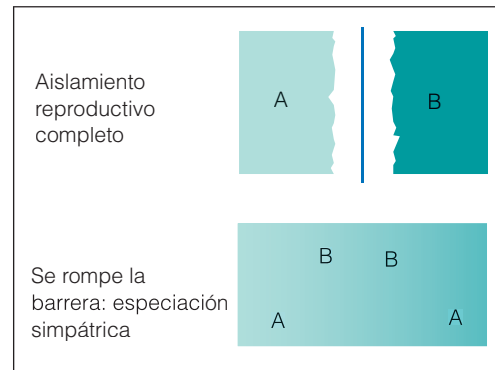 Aislamiento
reproductivo
completo
A
B
Se rompe la
barrera: especiación
simpátrica
B
B
A
A